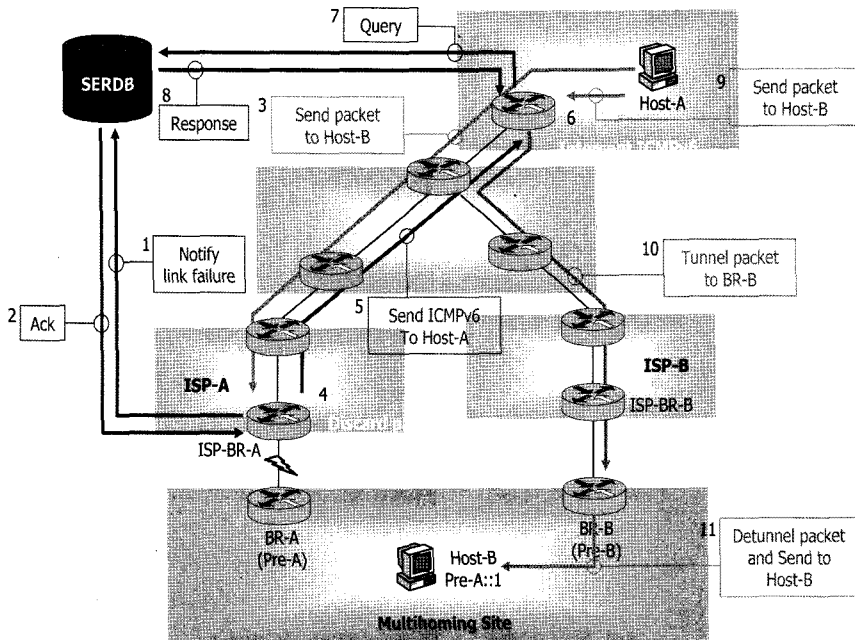 7
Query
SERDB
8
Response
3
Send packet
to Host-B
6
Host-A
9
Send packet
to Host-B
1
Notify
link failure
2
Ack
5
Send ICMPv6
To Host-A
10
Tunnel packet
to BR-B
ISP-A
4
Discard
ISP-BR-A
ISP-B
ISP-BR-B
BR-A
(Pre-A)
BR-B
(Pre-B)
11
Detunnel packet
and Send to
Host-B
Host-B
Pre-A::1
Multihoming Site